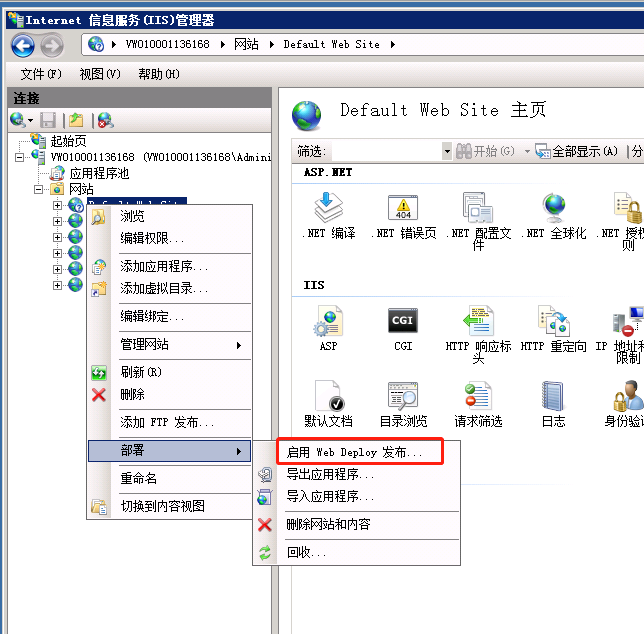 Internet 信息服务(IIS)管理器
VW010001136168 网站 Default Web Site
文件(F) 视图(V) 帮助(H)
连接
起始页
VW010001136168 (VW010001136168\Admini
应用程序池
网站
浏览
编辑权限...
添加应用程序...
添加虚拟目录...
编辑绑定...
管理网站
刷新(R)
删除
添加 FTP 发布...
部署
重命名
切换到内容视图
启用 Web Deploy 发布...
导出应用程序...
导入应用程序...
删除网站和内容
回收...
Default Web Site 主页
筛选: 开始(G) 全部显示(A) 分
ASP.NET
.NET 编译 .NET 错误页 .NET 配置文件 .NET 全球化 .NET 授权规则
404
IIS
CGI
ASP CGI HTTP 响应标头 HTTP 重定向 IP 地址和限制
默认文档 目录浏览 请求筛选 日志 身份验证